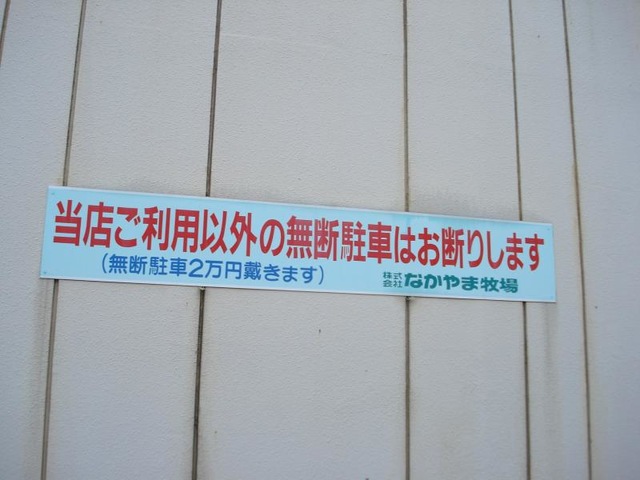 当店ご利用以外の無断駐車はお断りします
(無断駐車2万円戴きます)
株式会社 なかやま牧場